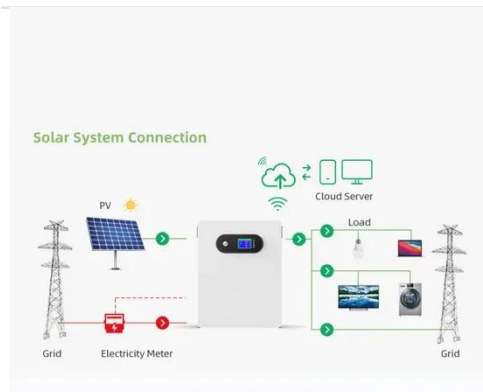 Solar System Connection
Cloud Server
PV
Load
Grid
Electricity Meter
Grid